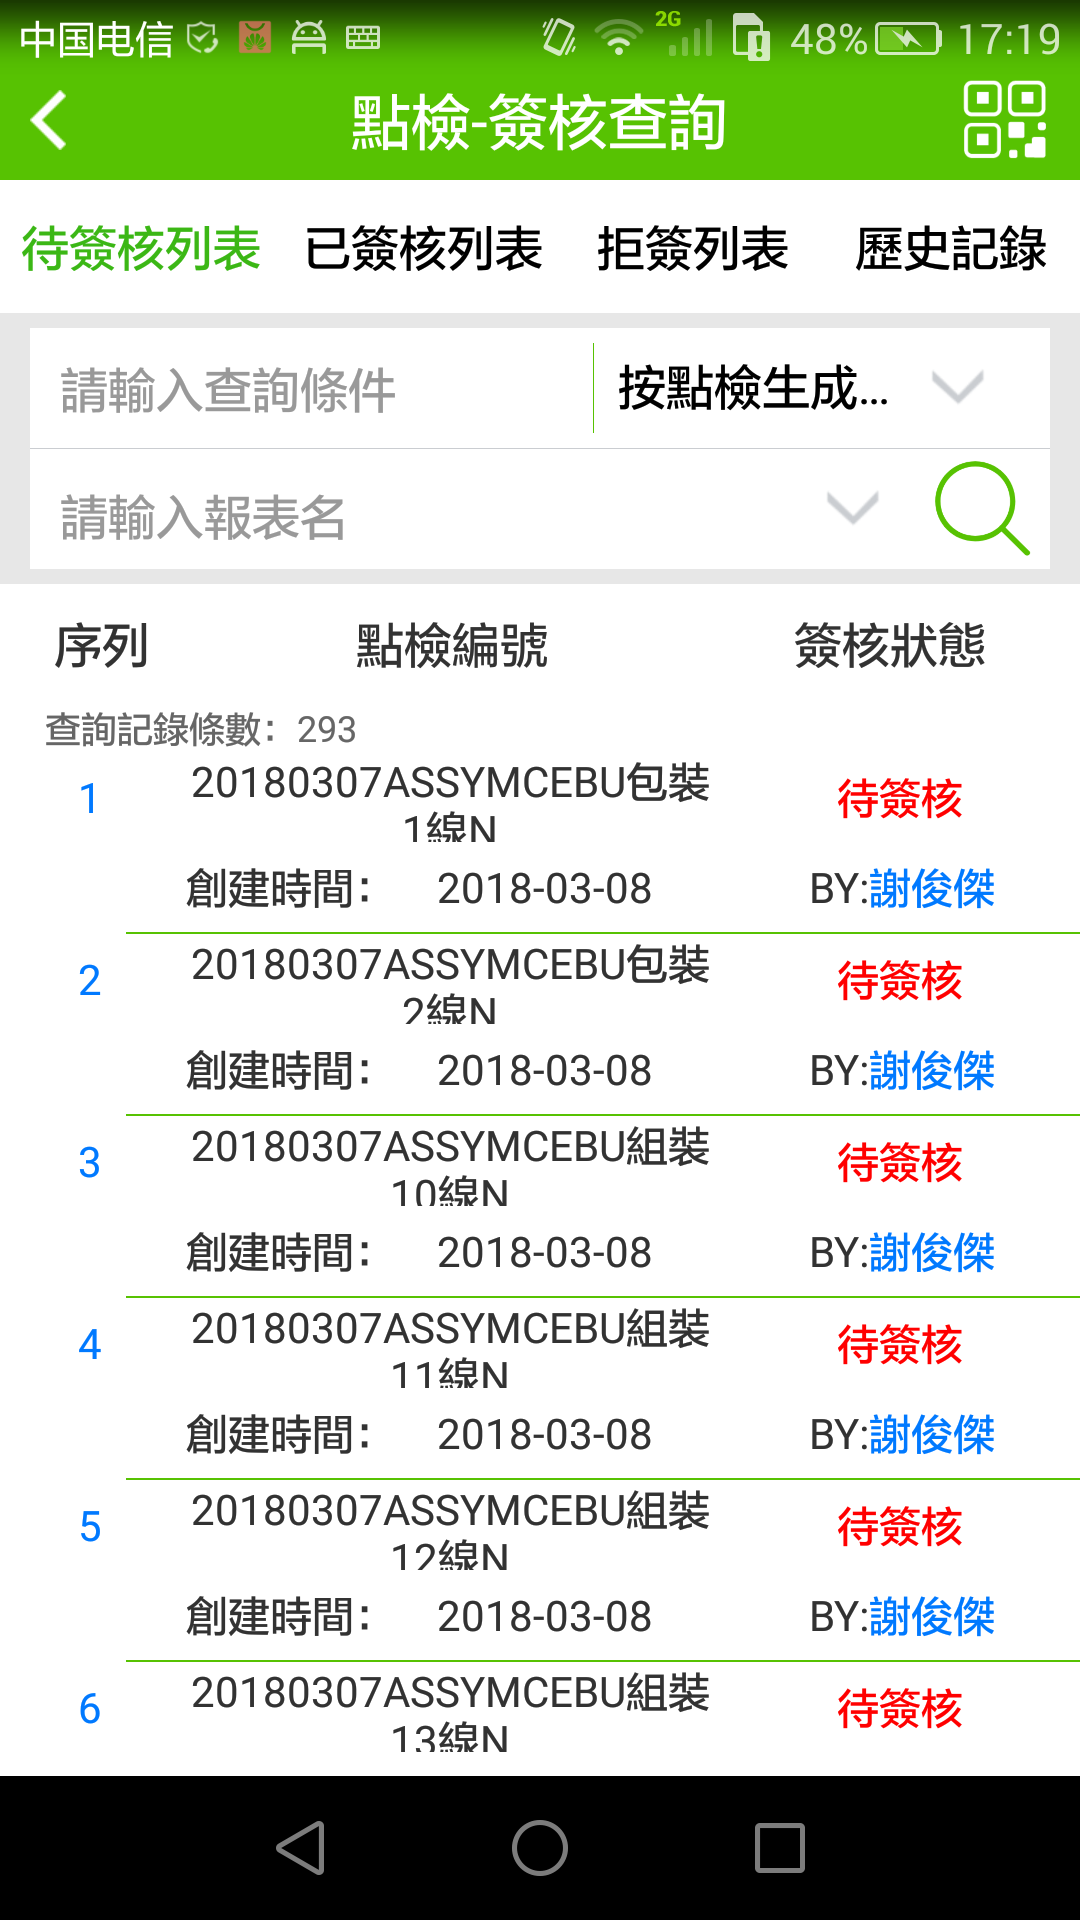 中国电信 2G 48% 17:19
點檢-簽核查詢
待簽核列表 已簽核列表 拒簽列表 歷史記錄
請輸入查詢條件 按點檢生成...
請輸入報表名
序列 點檢編號 簽核狀態
查詢記錄條數：293
1 20180307ASSYMCEBU包裝 待簽核
1線N
創建時間： 2018-03-08 BY:謝俊傑
2 20180307ASSYMCEBU包裝 待簽核
2線N
創建時間： 2018-03-08 BY:謝俊傑
3 20180307ASSYMCEBU組裝 待簽核
10線N
創建時間： 2018-03-08 BY:謝俊傑
4 20180307ASSYMCEBU組裝 待簽核
11線N
創建時間： 2018-03-08 BY:謝俊傑
5 20180307ASSYMCEBU組裝 待簽核
12線N
創建時間： 2018-03-08 BY:謝俊傑
6 20180307ASSYMCEBU組裝 待簽核
13線N